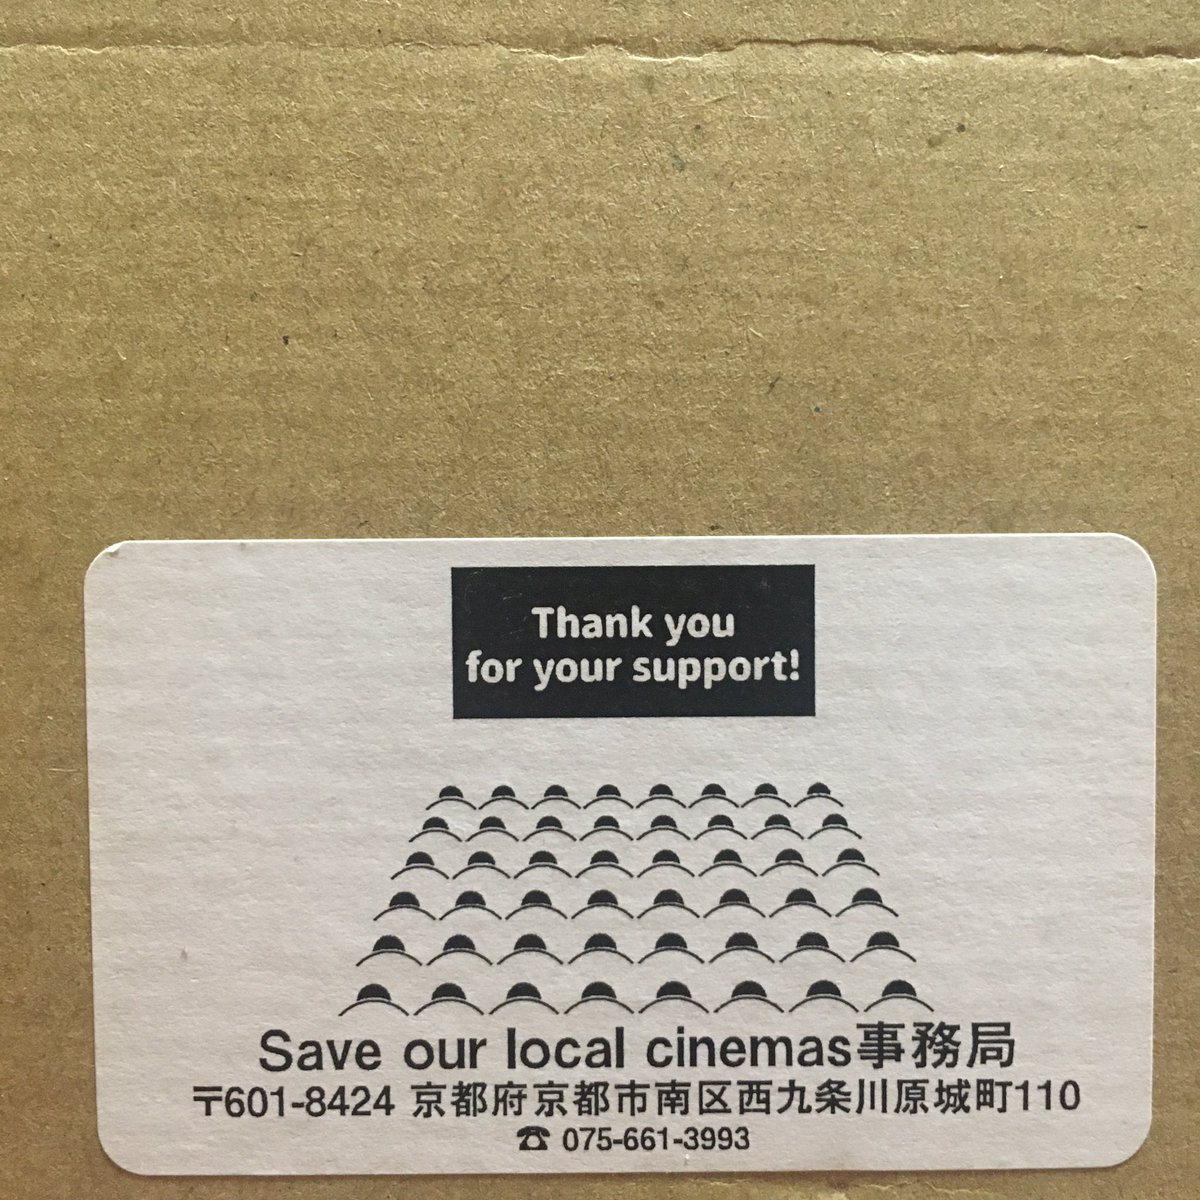 Thank you
for your support!
Save our local cinemas事務局
〒601-8424 京都府京都市南区西九条川原城町110
☎ 075-661-3993